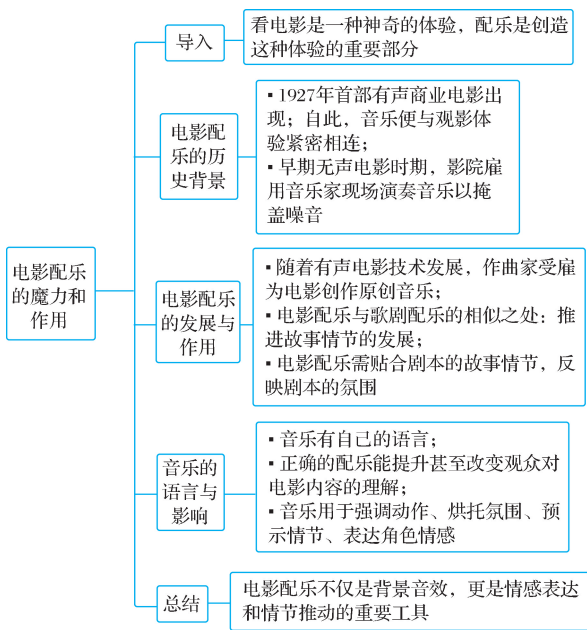 电影配乐
的魔力和
作用
导入
看电影是一种神奇的体验，配乐是创造
这种体验的重要部分
电影配
乐的历
史背景
▪ 1927年首部有声商业电影出
现；自此，音乐便与观影体
验紧密相连；
▪ 早期无声电影时期，影院雇
用音乐家现场演奏音乐以掩
盖噪音
电影配乐
的发展与
作用
▪ 随着有声电影技术发展，作曲家受雇
为电影创作原创音乐；
▪ 电影配乐与歌剧配乐的相似之处：推
进故事情节的发展；
▪ 电影配乐需贴合剧本的故事情节，反
映剧本的氛围
音乐的
语言与
影响
▪ 音乐有自己的语言；
▪ 正确的配乐能提升甚至改变观众对
电影内容的理解；
▪ 音乐用于强调动作、烘托氛围、预
示情节、表达角色情感
总结
电影配乐不仅是背景音效，更是情感表达
和情节推动的重要工具